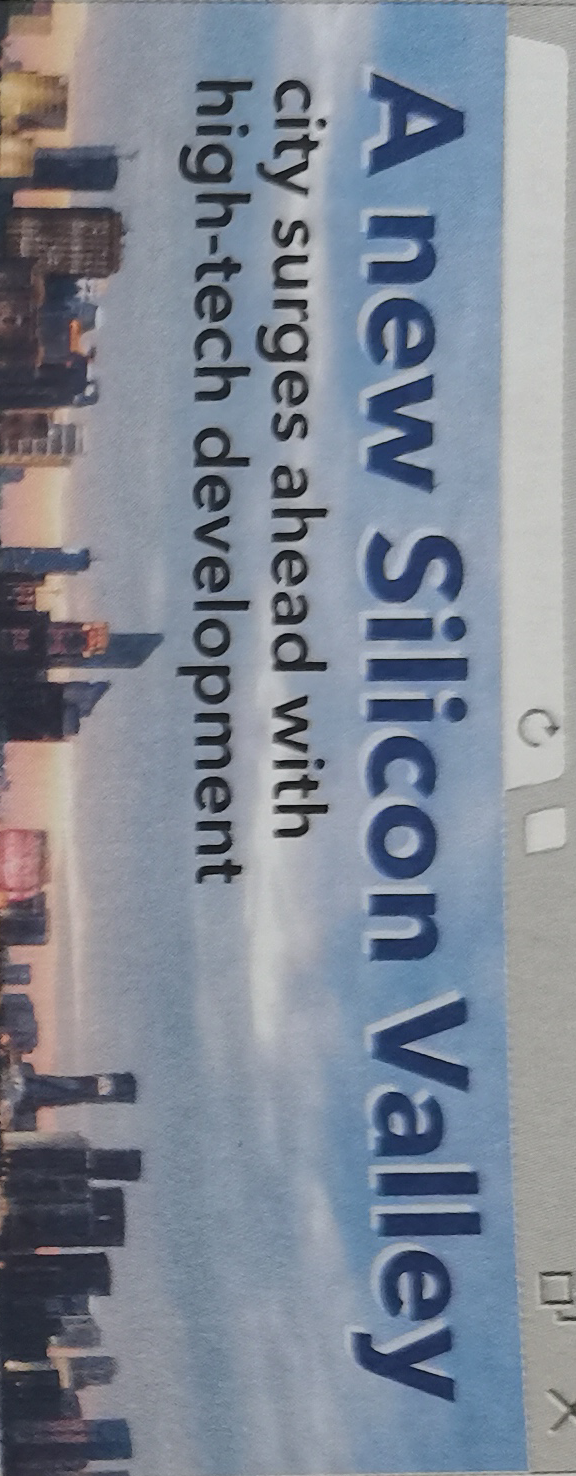 A new Silicon Valley
city surges ahead with
high-tech development